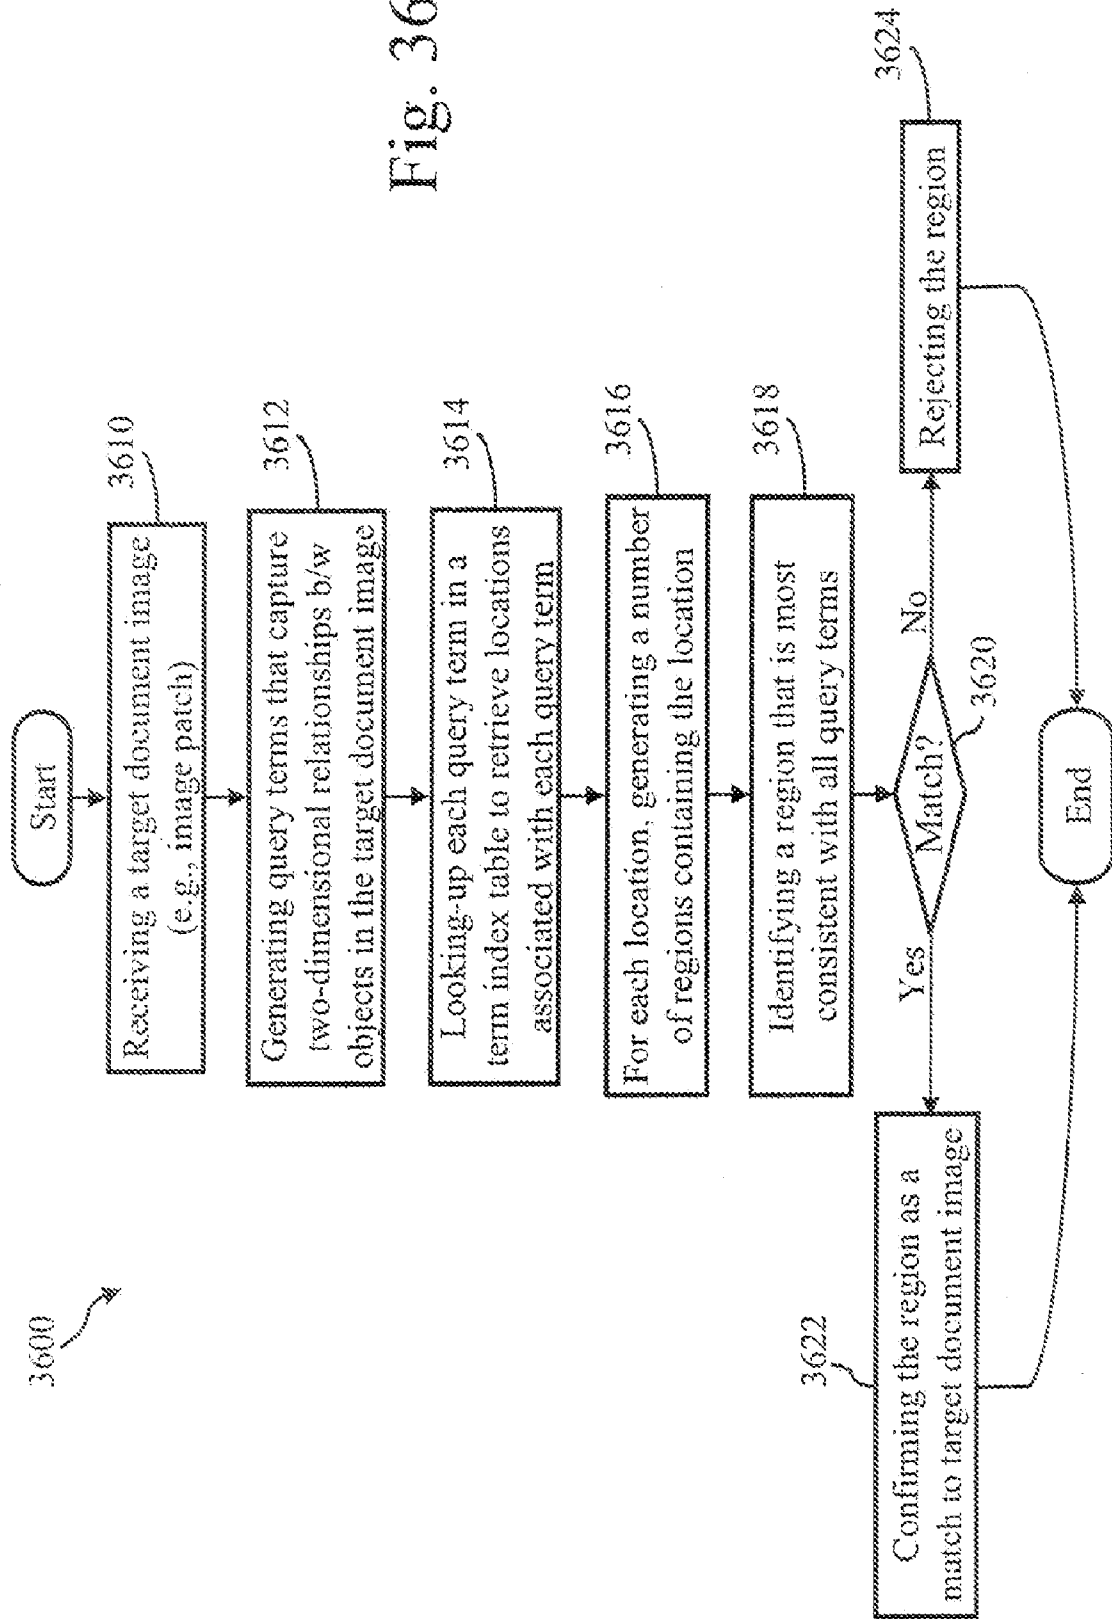 3600
Start
Receiving a target document image
(e.g., image patch)
3610
Generating query terms that capture
two-dimensional relationships b/w
objects in the target document image
3612
Looking-up each query term in a
term index table to retrieve locations
associated with each query term
3614
For each location, generating a number
of regions containing the location
3616
Identifying a region that is most
consistent with all query terms
3618
Match?
3620
Yes
No
Confirming the region as a
match to target document image
3622
Rejecting the region
3624
End
Fig. 36